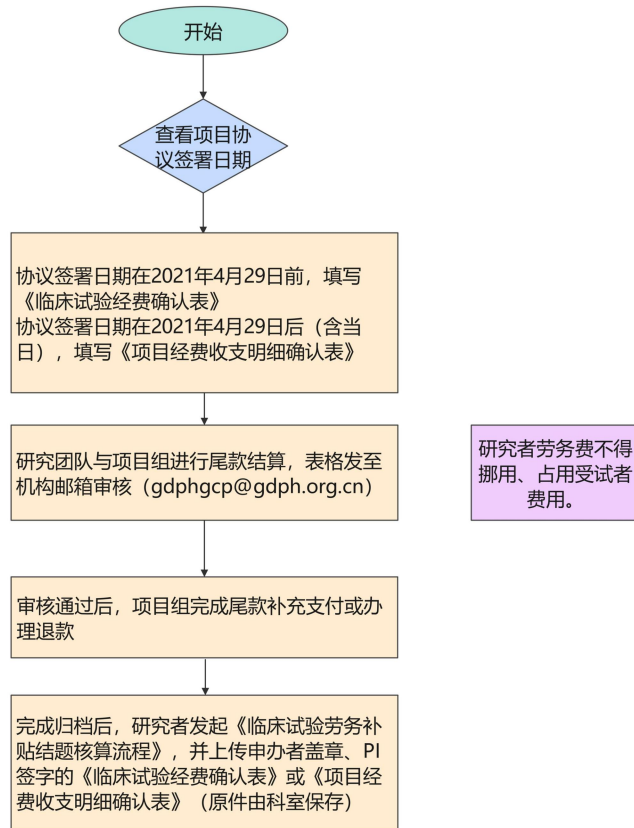 开始
查看项目协
议签署日期
协议签署日期在2021年4月29日前，填写
《临床试验经费确认表》
协议签署日期在2021年4月29日后（含当
日），填写《项目经费收支明细确认表》
研究团队与项目组进行尾款结算，表格发至
机构邮箱审核（gdphgcp@gdph.org.cn）
研究者劳务费不得
挪用、占用受试者
费用。
审核通过后，项目组完成尾款补充支付或办
理退款
完成归档后，研究者发起《临床试验劳务补
贴结题核算流程》，并上传申办者盖章、PI
签字的《临床试验经费确认表》或《项目经
费收支明细确认表》（原件由科室保存）